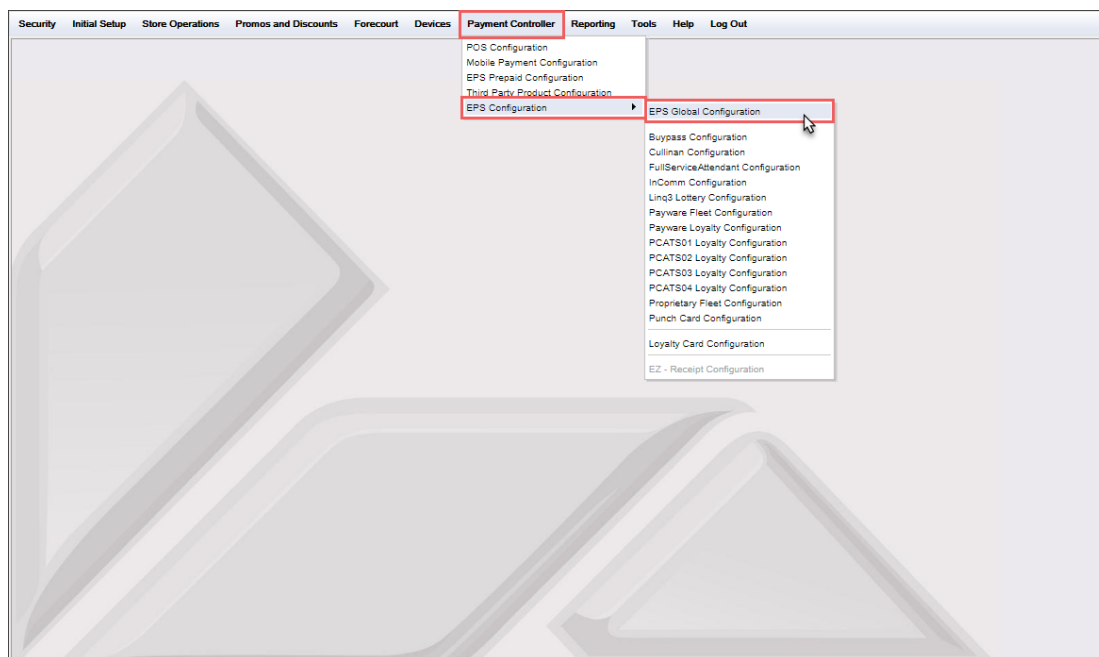 Security Initial Setup Store Operations Promos and Discounts Forecourt Devices Payment Controller Reporting Tools Help Log Out
POS Configuration
Mobile Payment Configuration
EPS Prepaid Configuration
Third Party Product Configuration
EPS Configuration
EPS Global Configuration
Buypass Configuration
Cullinan Configuration
FullServiceAttendant Configuration
InComm Configuration
Linq3 Lottery Configuration
Payware Fleet Configuration
Payware Loyalty Configuration
PCATS01 Loyalty Configuration
PCATS02 Loyalty Configuration
PCATS03 Loyalty Configuration
PCATS04 Loyalty Configuration
Proprietary Fleet Configuration
Punch Card Configuration
Loyalty Card Configuration
EZ - Receipt Configuration